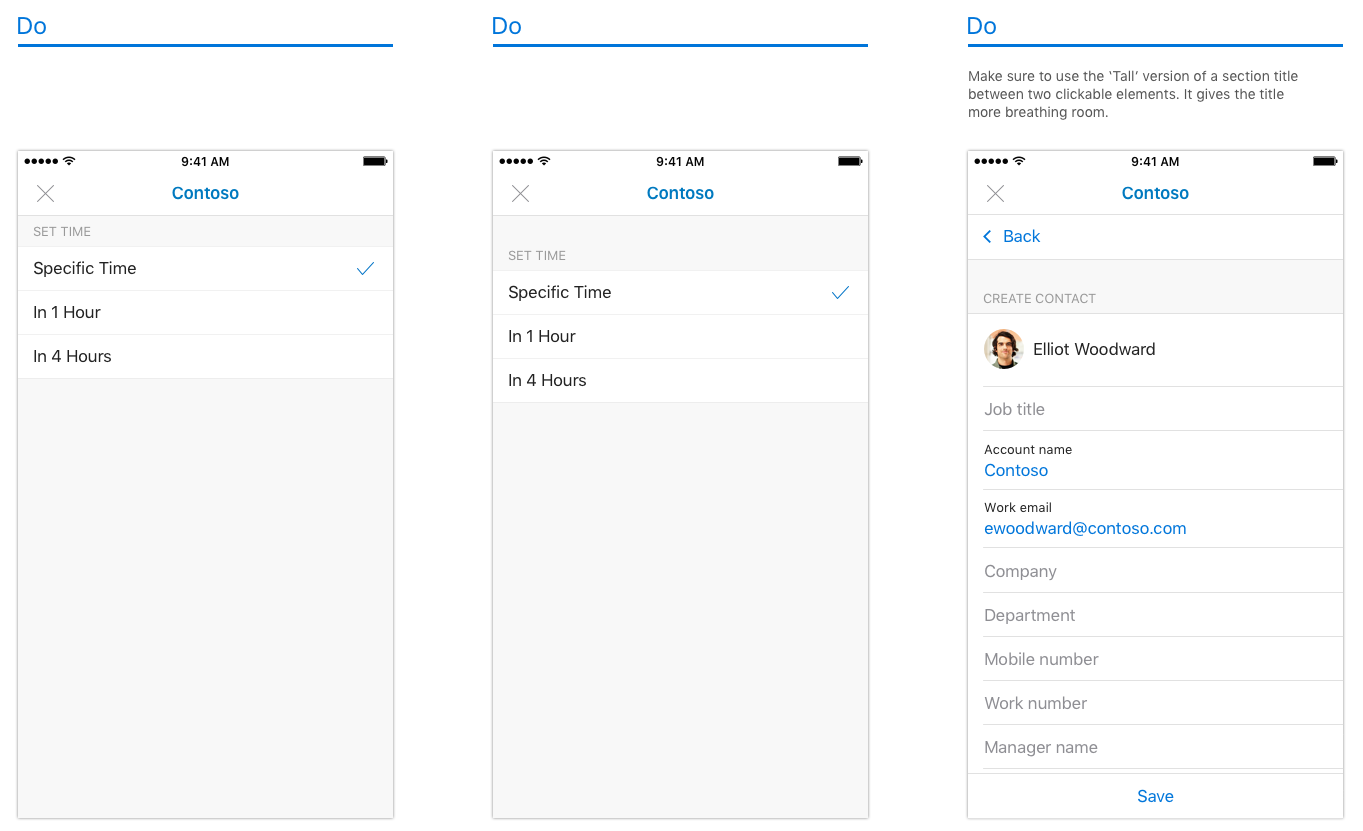 Do
9:41 AM
Contoso
SET TIME
Specific Time
In 1 Hour
In 4 Hours
Do
9:41 AM
Contoso
SET TIME
Specific Time
In 1 Hour
In 4 Hours
Do
Make sure to use the ‘Tall’ version of a section title
between two clickable elements. It gives the title
more breathing room.
9:41 AM
Contoso
Back
CREATE CONTACT
Elliot Woodward
Job title
Account name
Contoso
Work email
ewoodward@contoso.com
Company
Department
Mobile number
Work number
Manager name
Save